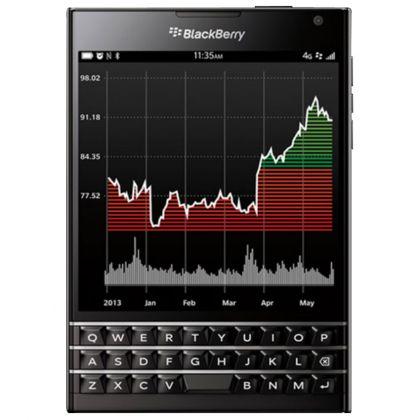 BlackBerry
11:35AM 4G
98.02
91.18
84.35
77.52
2013 Jan Feb Mar Apr May
Q W E R T Y U I O P
A S D F G H J K L
Z X C V B N M